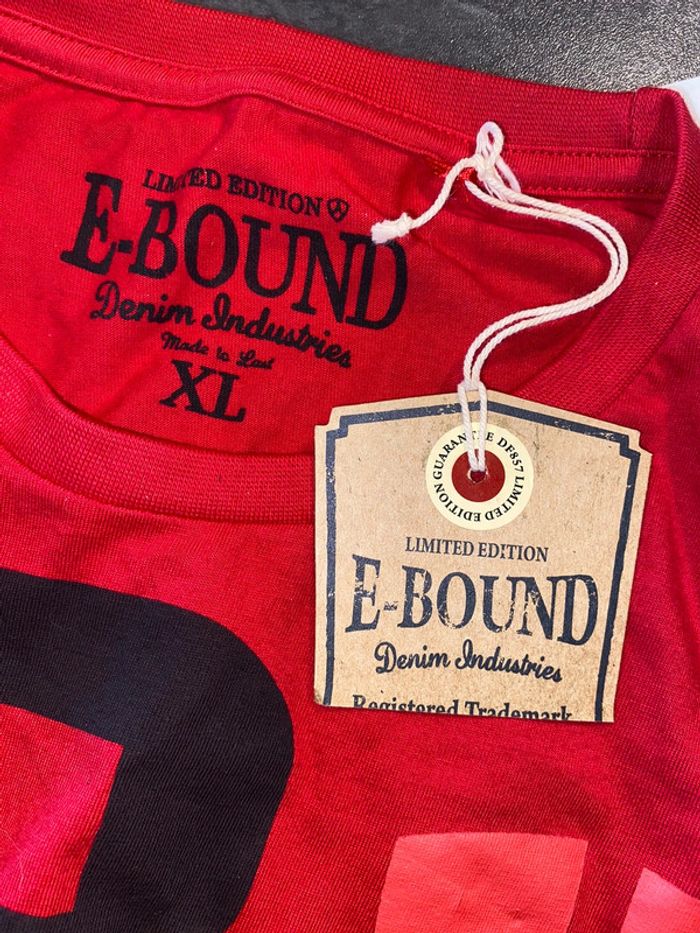 LIMITED EDITION
E-BOUND
Denim Industries
Made to Last
XL
LIMITED EDITION GUARANTEE DF857
LIMITED EDITION
E-BOUND
Denim Industries
Registered Trademark